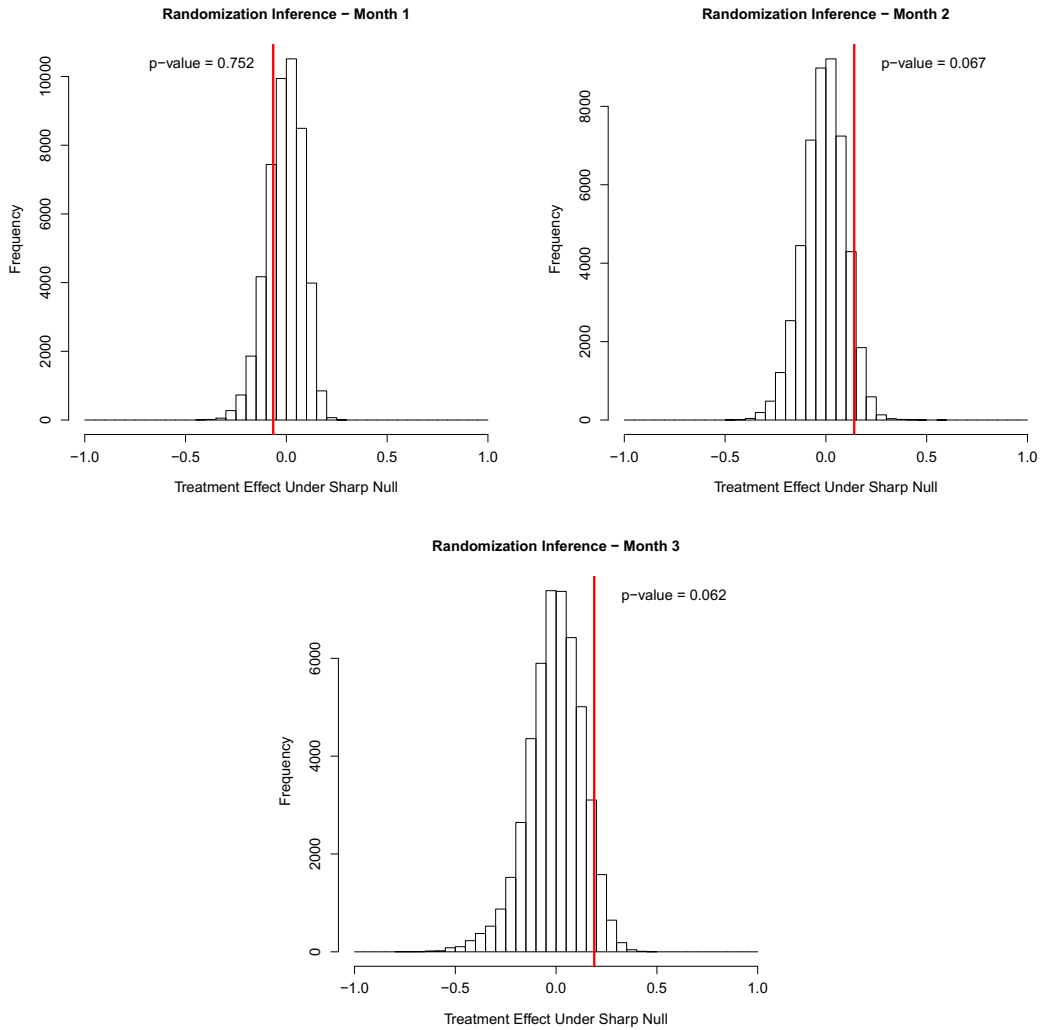 Randomization Inference − Month 1
p−value = 0.752
Frequency
10000
8000
6000
4000
2000
0
−1.0 −0.5 0.0 0.5 1.0
Treatment Effect Under Sharp Null
Randomization Inference − Month 2
p−value = 0.067
Frequency
8000
6000
4000
2000
0
−1.0 −0.5 0.0 0.5 1.0
Treatment Effect Under Sharp Null
Randomization Inference − Month 3
p−value = 0.062
Frequency
6000
4000
2000
0
−1.0 −0.5 0.0 0.5 1.0
Treatment Effect Under Sharp Null